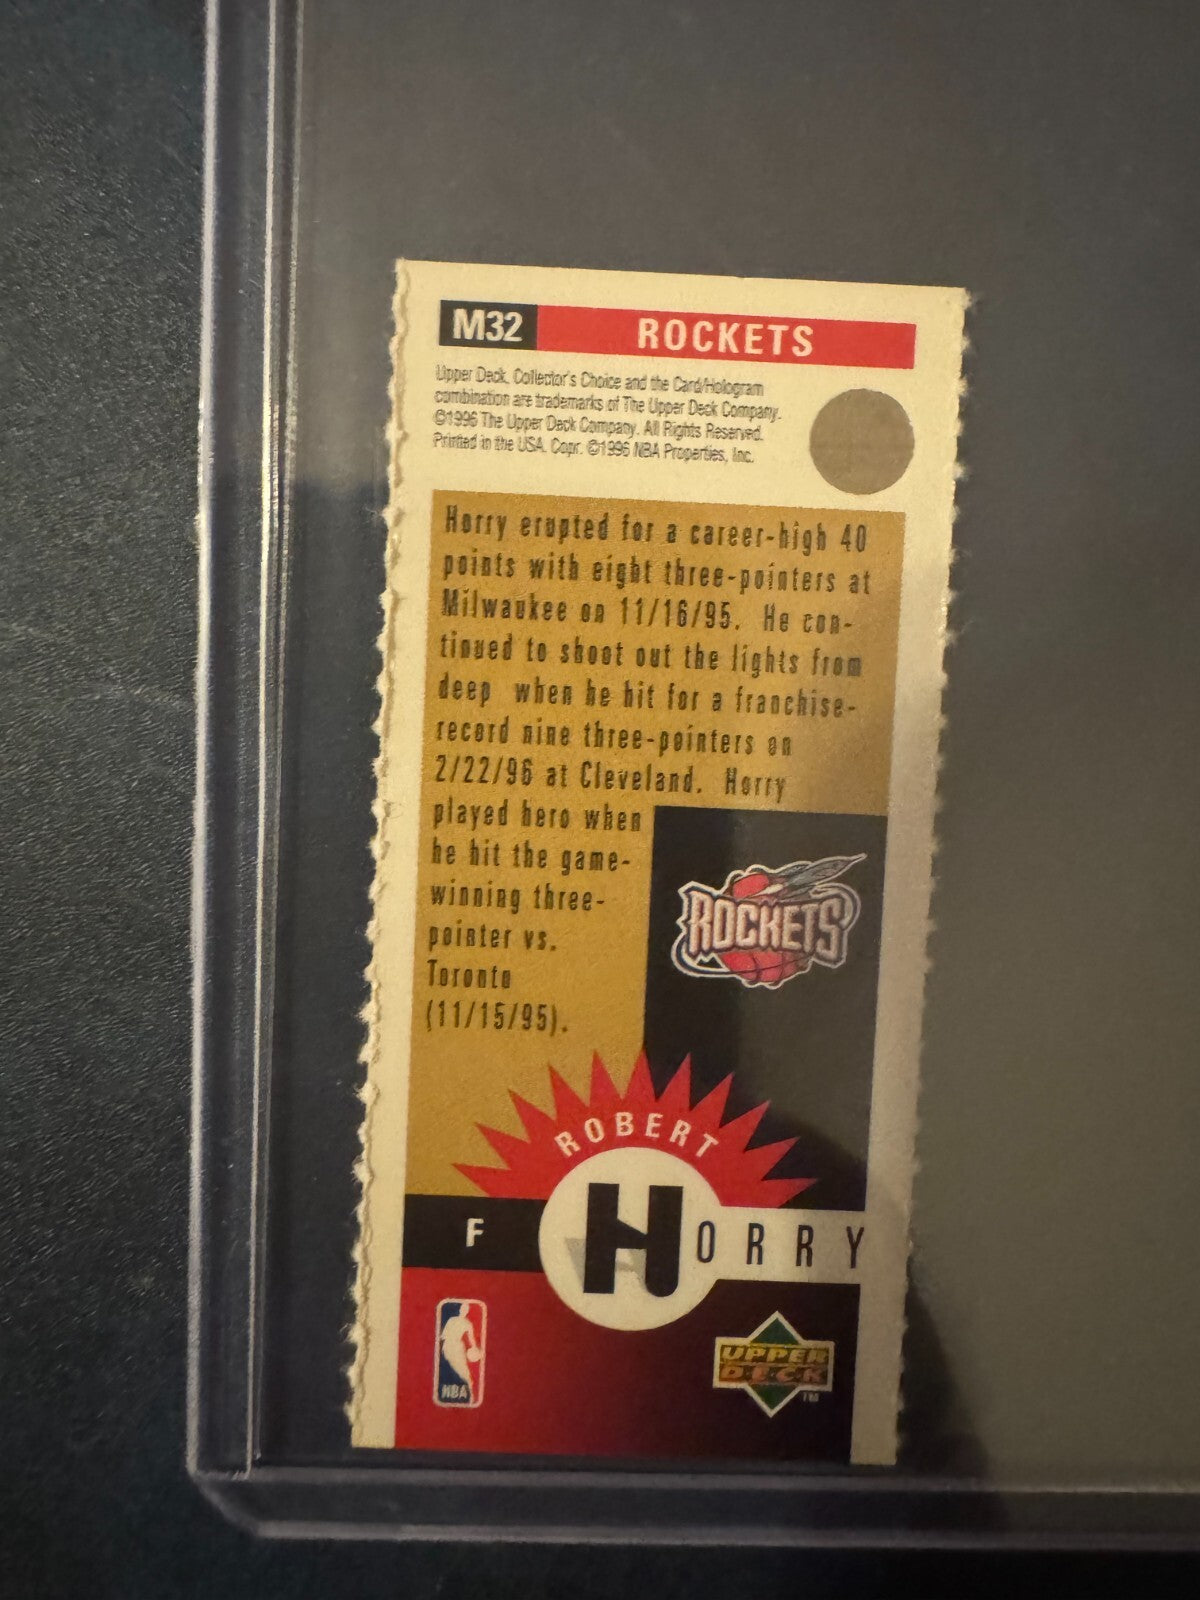 M32 ROCKETS
Upper Deck, Collector's Choice and the Card/Hologram
combination are trademarks of The Upper Deck Company.
©1996 The Upper Deck Company. All Rights Reserved.
Printed in the USA. Copr. ©1996 NBA Properties, Inc.
Horry erupted for a career-high 40
points with eight three-pointers at
Milwaukee on 11/16/95. He con-
tinued to shoot out the lights from
deep when he hit for a franchise-
record nine three-pointers on
2/22/96 at Cleveland. Horry
played hero when
he hit the game-
winning three-
pointer vs.
Toronto
(11/15/95).
ROCKETS
ROBERT
F HORRY
NBA
UPPER
DECK
TM